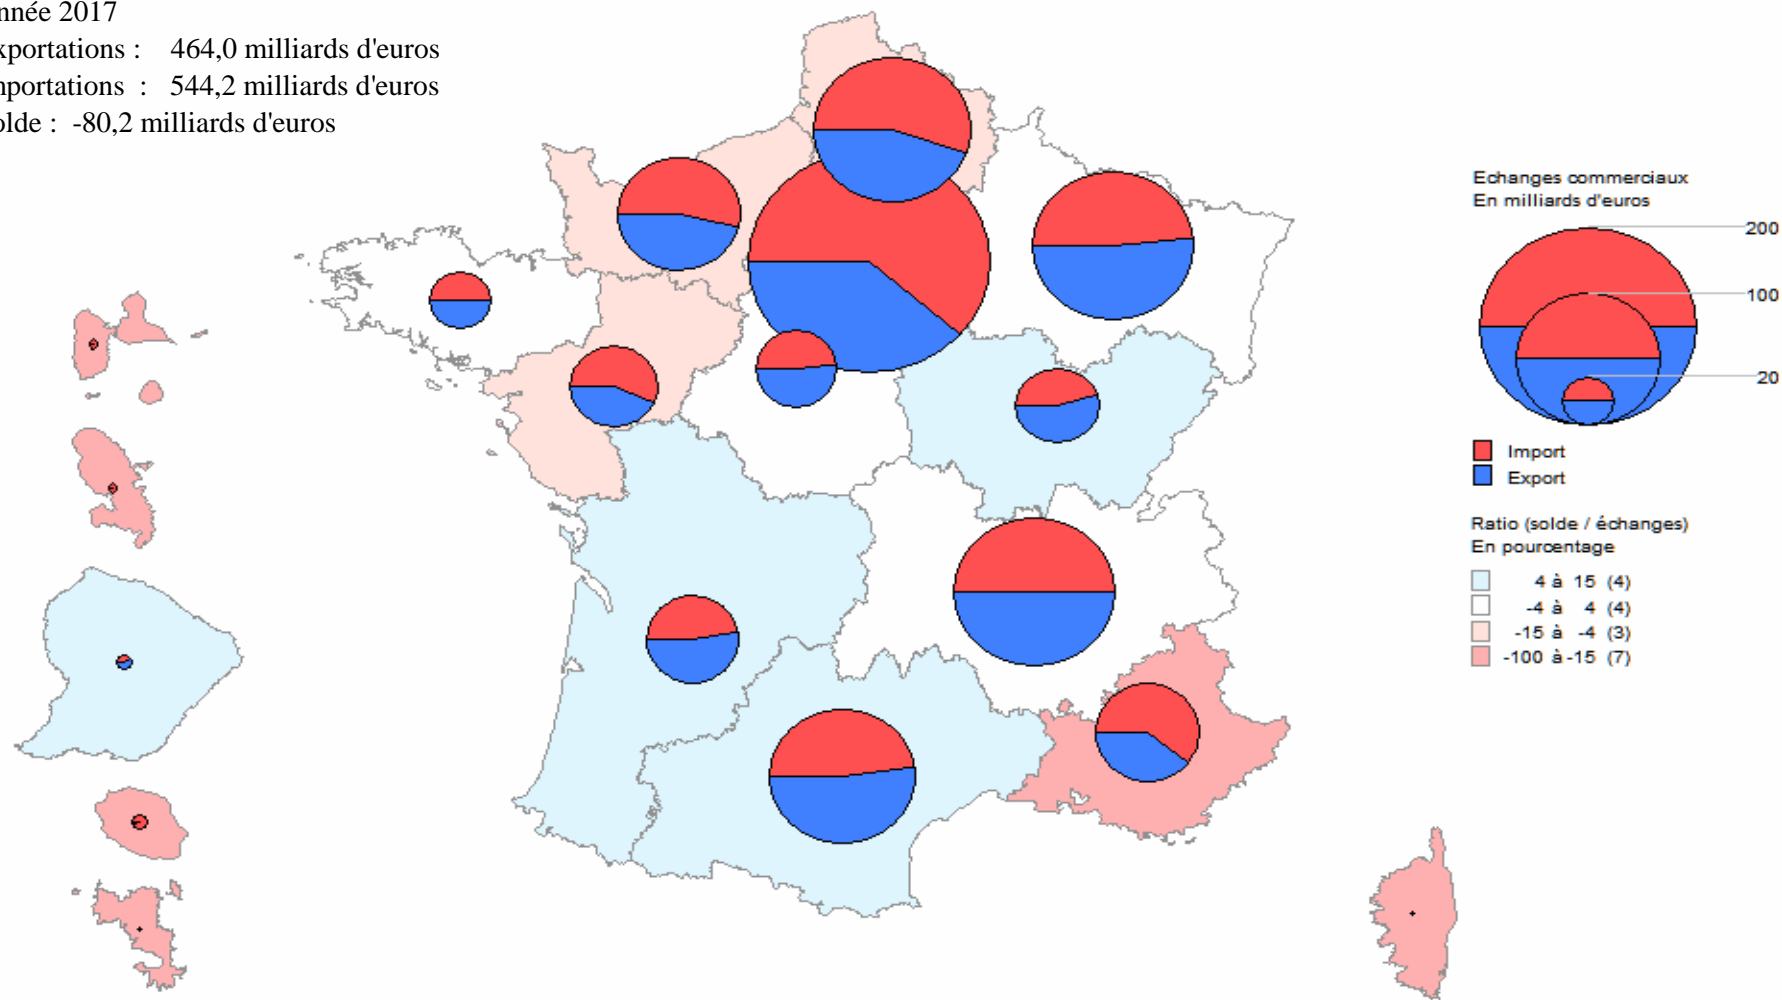 nnée 2017
xportations : 464,0 milliards d'euros
mportations : 544,2 milliards d'euros
olde : -80,2 milliards d'euros
Echanges commerciaux
En milliards d'euros
200
100
20
Import
Export
Ratio (solde / échanges)
En pourcentage
4 à 15 (4)
-4 à 4 (4)
-15 à -4 (3)
-100 à -15 (7)